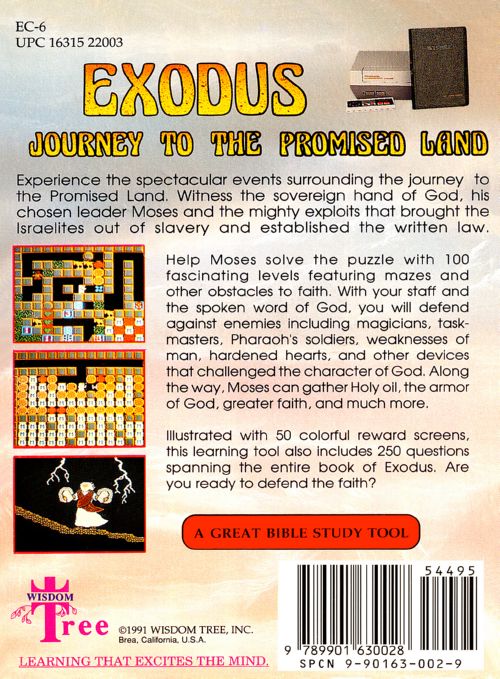 EC-6
UPC 16315 22003
EXODUS
JOURNEY TO THE PROMISED LAND
Experience the spectacular events surrounding the journey to
the Promised Land. Witness the sovereign hand of God, his
chosen leader Moses and the mighty exploits that brought the
Israelites out of slavery and established the written law.
Help Moses solve the puzzle with 100
fascinating levels featuring mazes and
other obstacles to faith. With your staff and
the spoken word of God, you will defend
against enemies including magicians, task-
masters, Pharaoh's soldiers, weaknesses of
man, hardened hearts, and other devices
that challenged the character of God. Along
the way, Moses can gather Holy oil, the armor
of God, greater faith, and much more.
Illustrated with 50 colorful reward screens,
this learning tool also includes 250 questions
spanning the entire book of Exodus. Are
you ready to defend the faith?
A GREAT BIBLE STUDY TOOL
WISDOM
Tree
©1991 WISDOM TREE, INC.
Brea, California, U.S.A.
LEARNING THAT EXCITES THE MIND.
54495
9 789901 630028
SPCN 9-90163-002-9